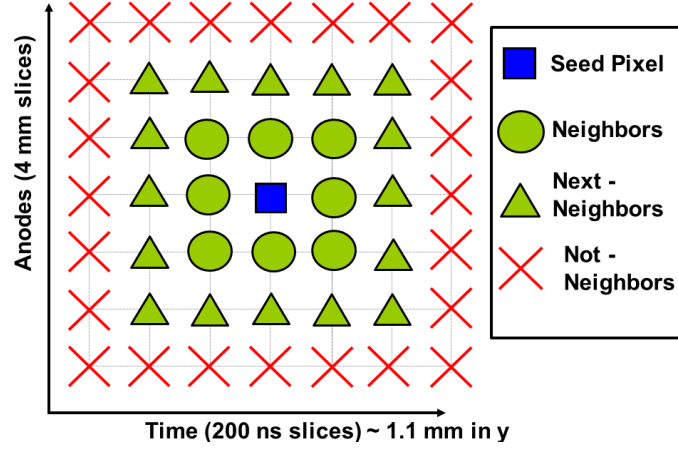 Seed Pixel
Neighbors
Next -
Neighbors
Not -
Neighbors
Anodes (4 mm slices)
Time (200 ns slices) ~ 1.1 mm in y